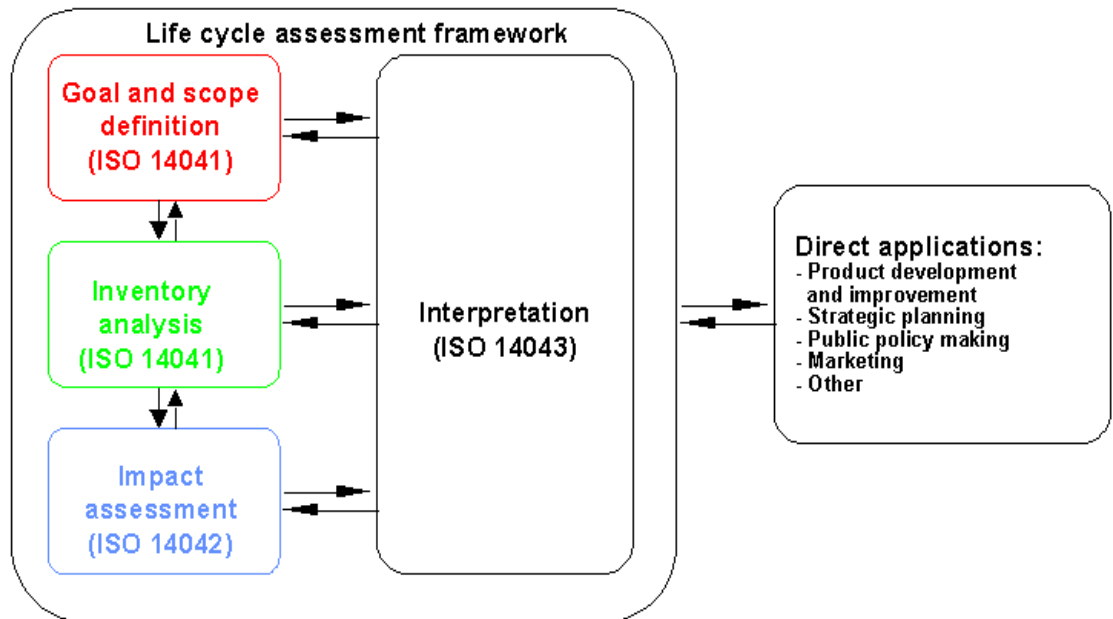 Life cycle assessment framework
Goal and scope
definition
(ISO 14041)
Inventory
analysis
(ISO 14041)
Impact
assessment
(ISO 14042)
Interpretation
(ISO 14043)
Direct applications:
- Product development
and improvement
- Strategic planning
- Public policy making
- Marketing
- Other